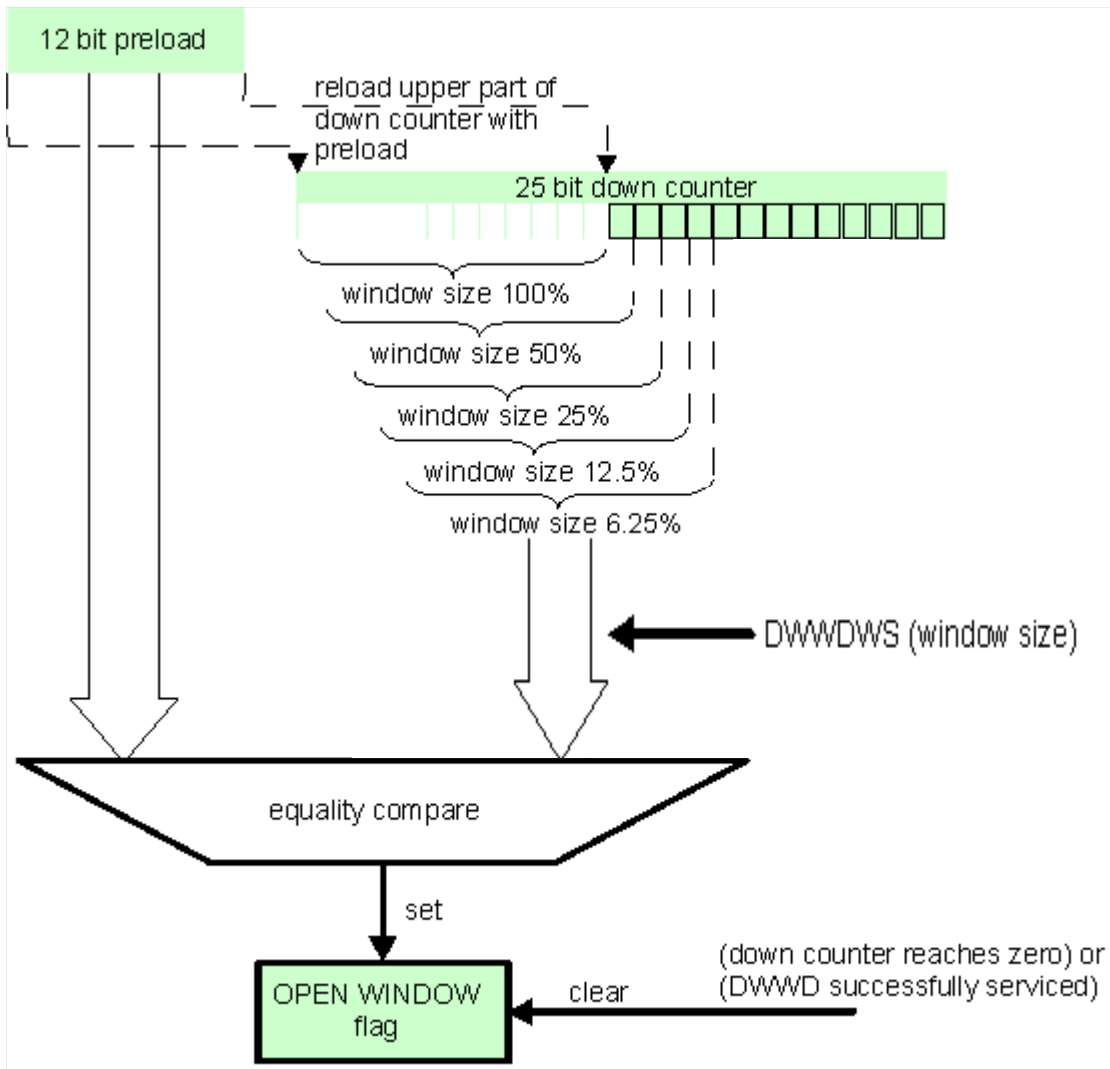 12 bit preload
reload upper part of
down counter with
preload
25 bit down counter
window size 100%
window size 50%
window size 25%
window size 12.5%
window size 6.25%
DWWDWS (window size)
equality compare
set
OPEN WINDOW
flag
clear
(down counter reaches zero) or
(DWWD successfully serviced)